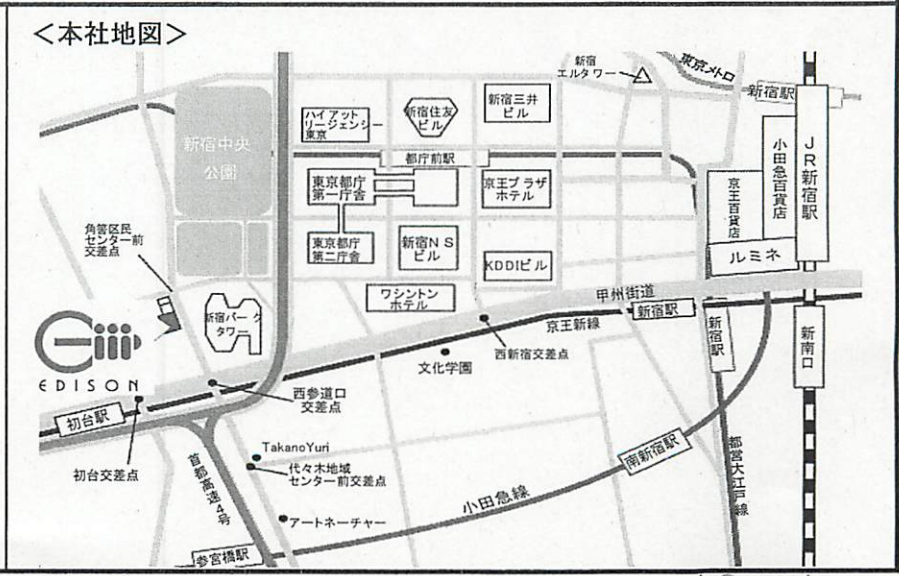 ＜本社地図＞
新宿
エルタワー
東京メトロ
新宿駅
ハイアット
リージェンシー
東京
新宿住友
ビル
新宿三井
ビル
新宿中央
公園
都庁前駅
小田急百貨店
JR新宿駅
東京都庁
第一庁舎
京王プラザ
ホテル
京王百貨店
角筈区民
センター前
交差点
東京都庁
第二庁舎
新宿NS
ビル
KDDIビル
ルミネ
ワシントン
ホテル
甲州街道
新宿駅
新宿パーク
タワー
京王新線
新宿駅
新南口
西新宿交差点
文化学園
EDISON
西参道口
交差点
初台駅
初台交差点
TakanoYuri
代々木地域
センター前交差点
首都高速4号
南新宿駅
都営大江戸線
小田急線
アートネーチャー
参宮橋駅